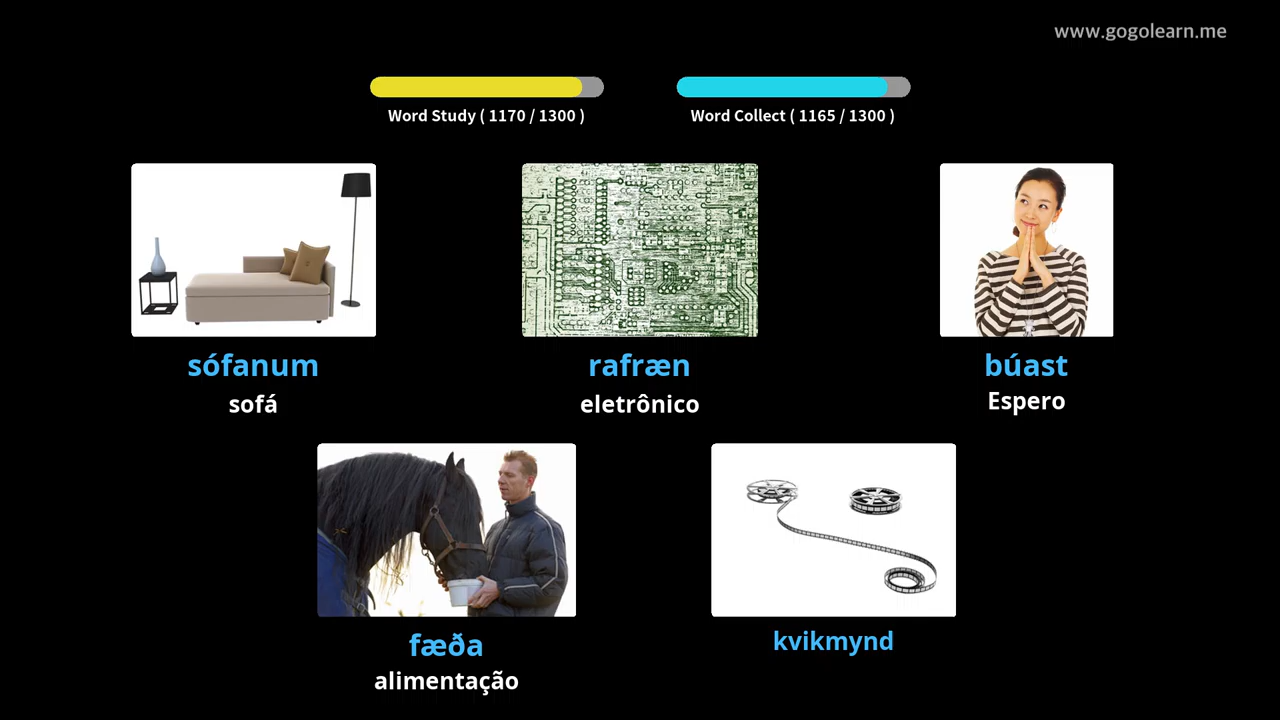 www.gogolearn.me
Word Study ( 1170 / 1300 )
Word Collect ( 1165 / 1300 )
sófanum
sofá
rafræn
eletrônico
búast
Espero
fæða
alimentação
kvikmynd